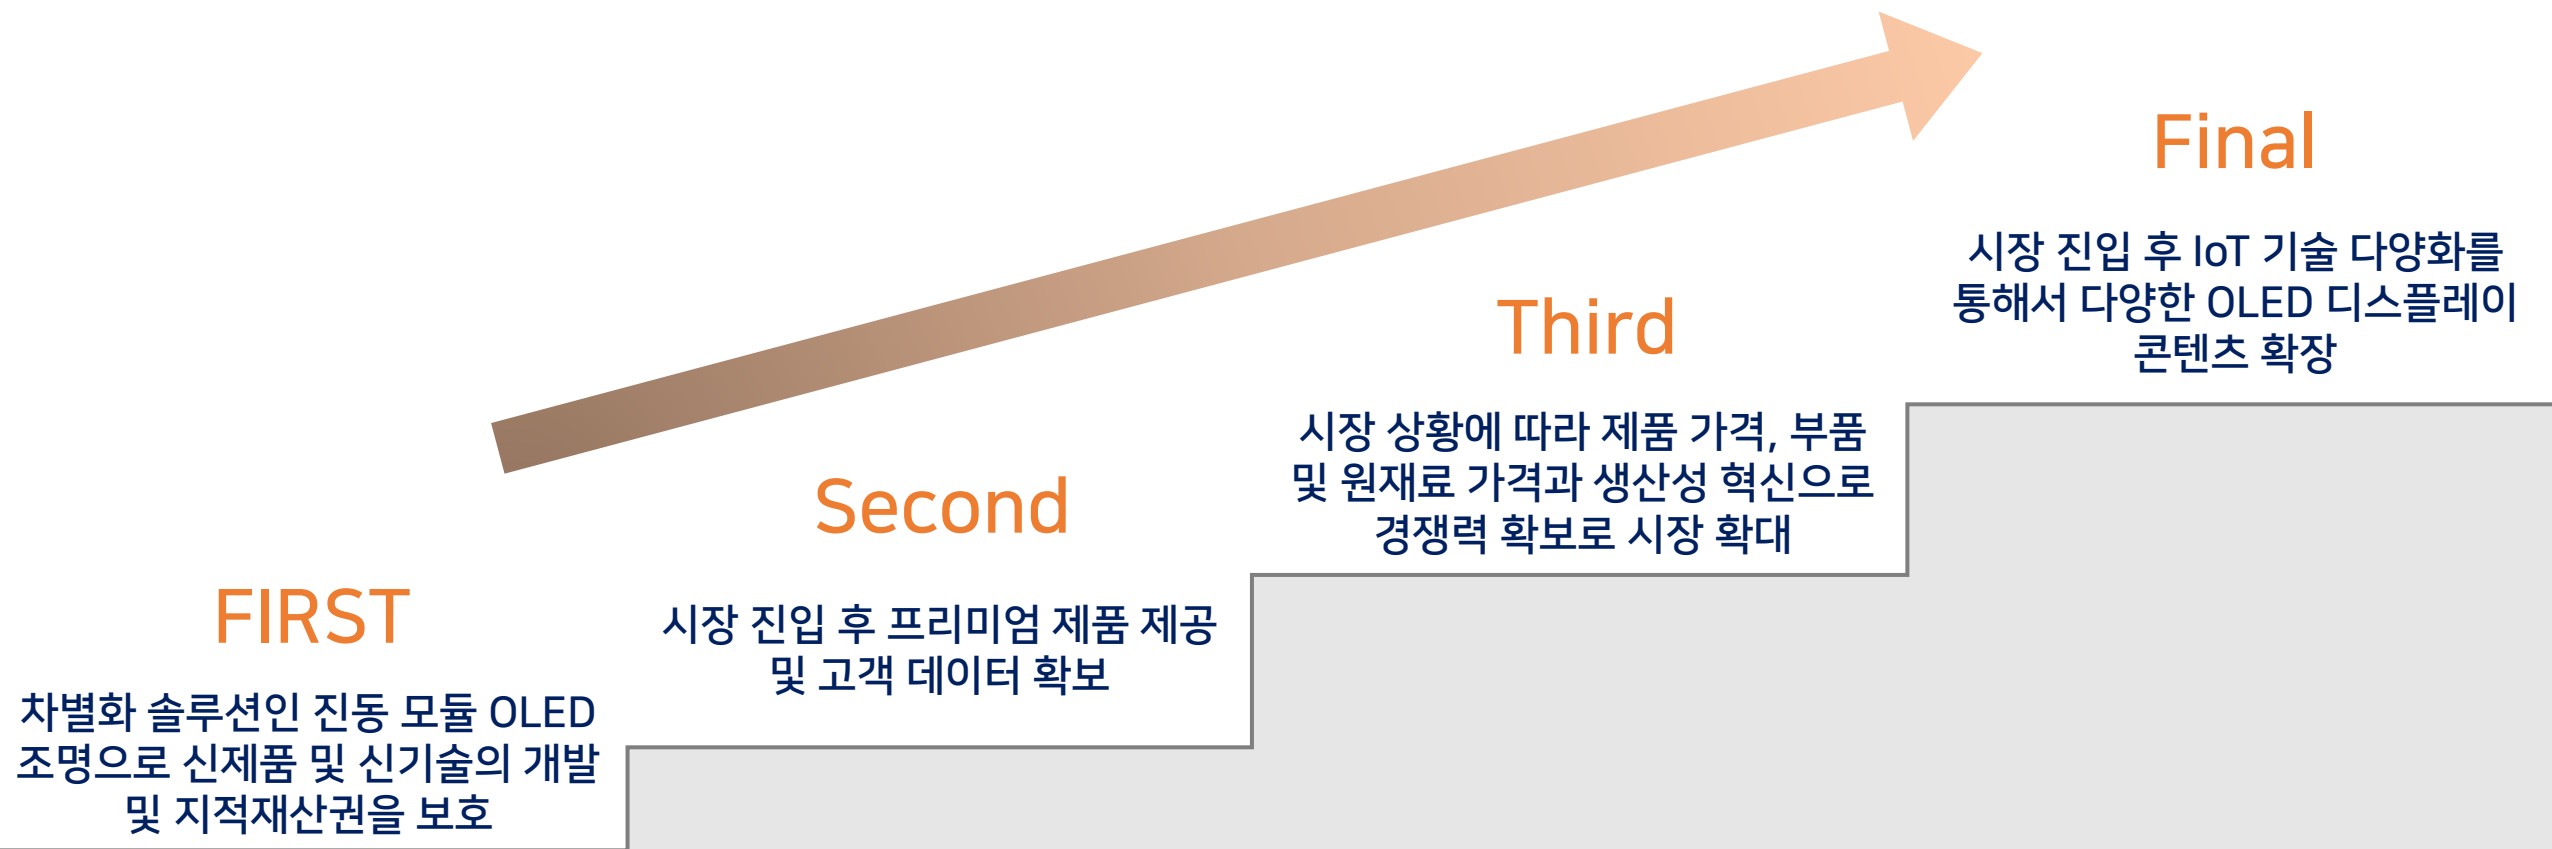 FIRST
차별화 솔루션인 진동 모듈 OLED
조명으로 신제품 및 신기술의 개발
및 지적재산권을 보호
Second
시장 진입 후 프리미엄 제품 제공
및 고객 데이터 확보
Third
시장 상황에 따라 제품 가격, 부품
및 원재료 가격과 생산성 혁신으로
경쟁력 확보로 시장 확대
Final
시장 진입 후 IoT 기술 다양화를
통해서 다양한 OLED 디스플레이
콘텐츠 확장